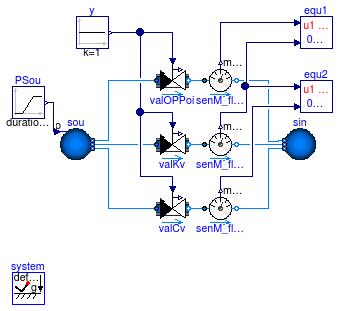 y
equ1
k=1
u1 ...
0...
PSou
m...
equ2
u1 ...
0...
valOPPoi
senM_fl...
duratio...
p
sou
m...
sin
valKv
senM_fl...
m...
valCv
senM_fl...
system
def...
g